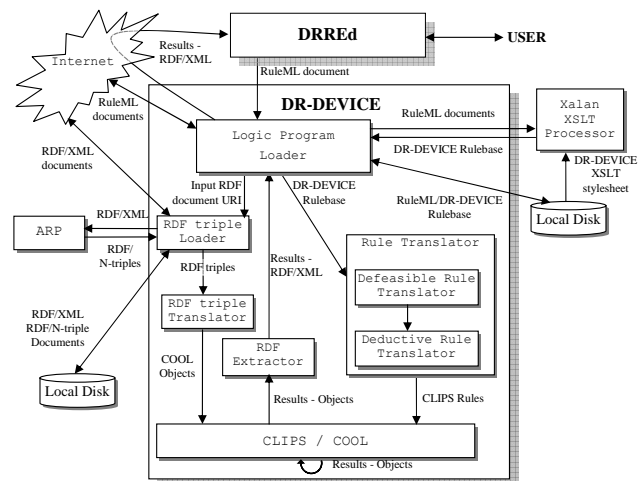 DRREd
USER
Internet
Results -
RDF/XML
RuleML document
DR-DEVICE
RuleML
documents
Logic Program
Loader
RuleML documents
DR-DEVICE Rulebase
Xalan
XSLT
Processor
DR-DEVICE
XSLT
stylesheet
RDF/XML
documents
Input RDF
document URI
DR-DEVICE
Rulebase
RuleML/DR-DEVICE
Rulebase
Local Disk
RDF/XML
ARP
RDF/
N-triples
RDF triple
Loader
RDF triples
Results -
RDF/XML
Rule Translator
Defeasible Rule
Translator
Deductive Rule
Translator
RDF triple
Translator
RDF/XML
RDF/N-triple
Documents
COOL
Objects
RDF
Extractor
Local Disk
Results - Objects
CLIPS Rules
CLIPS / COOL
Results - Objects